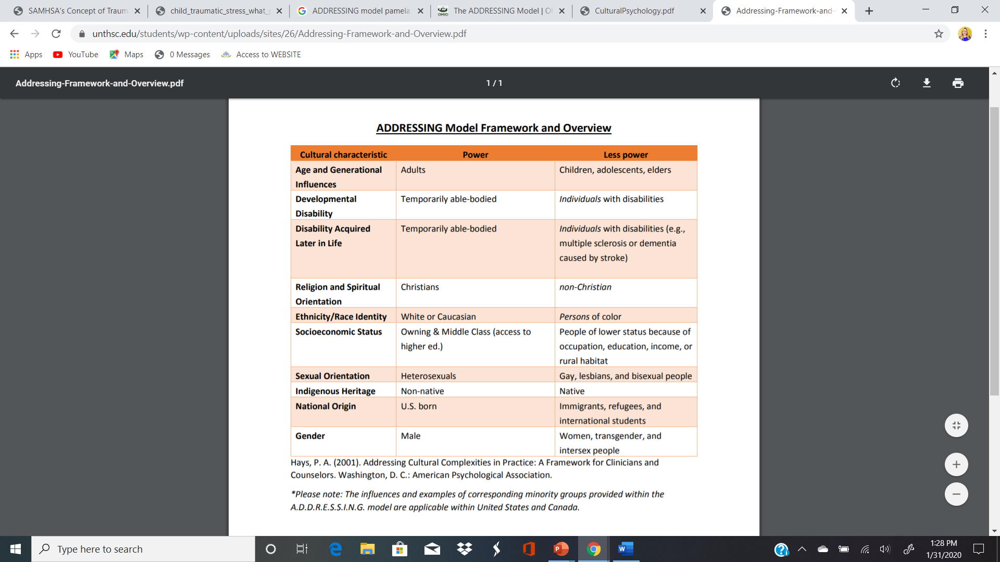 SAMHSA's Concept of Traum
child_traumatic_stress_what_
ADDRESSING model pamela
The ADDRESSING Model | O
CulturalPsychology.pdf
Addressing-Framework-and-
unthsc.edu/students/wp-content/uploads/sites/26/Addressing-Framework-and-Overview.pdf
Apps YouTube Maps 0 Messages Access to WEBSITE
Addressing-Framework-and-Overview.pdf 1 / 1
ADDRESSING Model Framework and Overview
Cultural characteristic Power Less power
Age and Generational Adults Children, adolescents, elders
Influences
Developmental Temporarily able-bodied Individuals with disabilities
Disability
Disability Acquired Temporarily able-bodied Individuals with disabilities (e.g.,
Later in Life multiple sclerosis or dementia
caused by stroke)
Religion and Spiritual Christians non-Christian
Orientation
Ethnicity/Race Identity White or Caucasian Persons of color
Socioeconomic Status Owning & Middle Class (access to People of lower status because of
higher ed.) occupation, education, income, or
rural habitat
Sexual Orientation Heterosexuals Gay, lesbians, and bisexual people
Indigenous Heritage Non-native Native
National Origin U.S. born Immigrants, refugees, and
international students
Gender Male Women, transgender, and
intersex people
Hays, P. A. (2001). Addressing Cultural Complexities in Practice: A Framework for Clinicians and
Counselors. Washington, D. C.: American Psychological Association.
*Please note: The influences and examples of corresponding minority groups provided within the
A.D.D.R.E.S.S.I.N.G. model are applicable within United States and Canada.
Type here to search
1:28 PM
1/31/2020